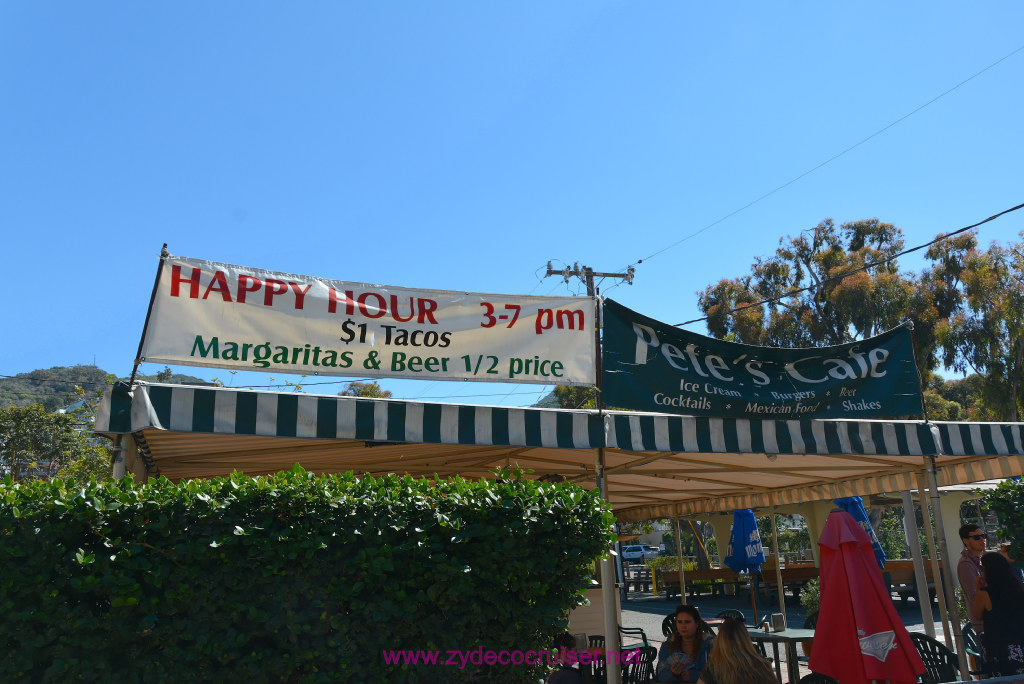 HAPPY HOUR 3-7 pm
$1 Tacos
Margaritas & Beer 1/2 price
Pete's Cafe
Ice Cream • Burgers •
Cocktails • Mexican Food • Shakes
www.zydecocruiser.net